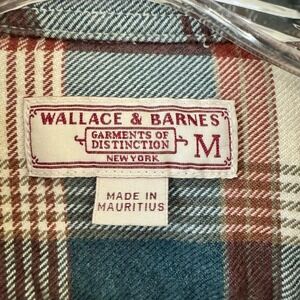 WALLACE & BARNES
GARMENTS OF
DISTINCTION
NEW YORK
M
MADE IN
MAURITIUS